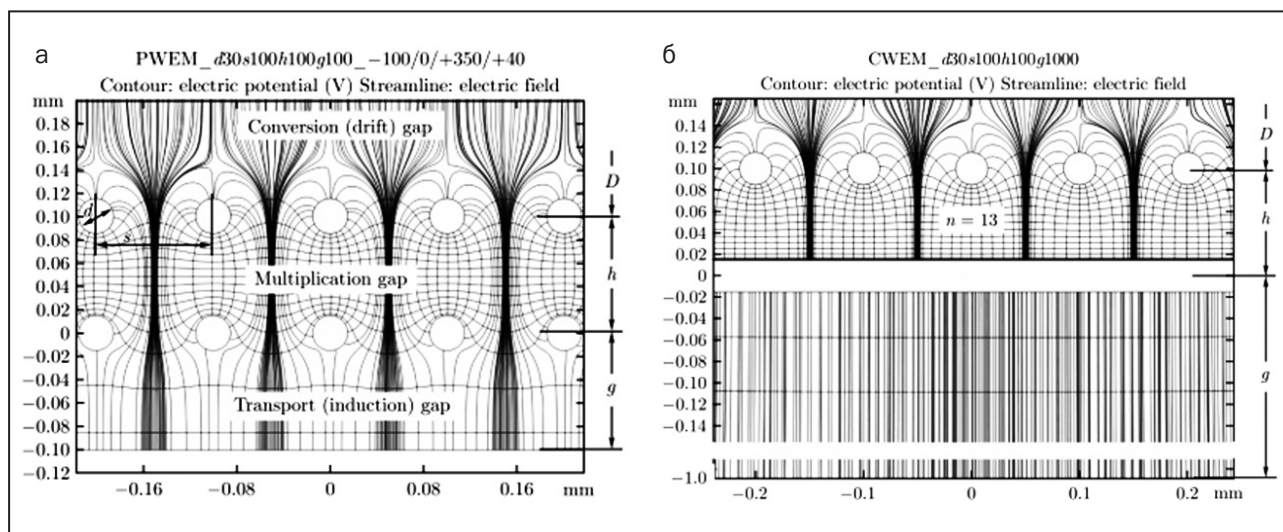 а
PWEM_d30s100h100g100_−100/0/+350/+40
Contour: electric potential (V) Streamline: electric field
mm
0.18
0.16
0.14
0.12
0.10
0.08
0.06
0.04
0.02
0
−0.02
−0.04
−0.06
−0.08
−0.10
−0.12
Conversion (drift) gap
d
s
Multiplication gap
Transport (induction) gap
D
h
g
−0.16
−0.08
0
0.08
0.16
mm
б
CWEM_d30s100h100g1000
Contour: electric potential (V) Streamline: electric field
mm
0.14
0.12
0.10
0.08
0.06
0.04
0.02
0
−0.02
−0.04
−0.06
−0.08
−0.10
−0.12
−0.14
−1.0
n = 13
D
h
g
−0.2
−0.1
0
0.1
0.2
mm